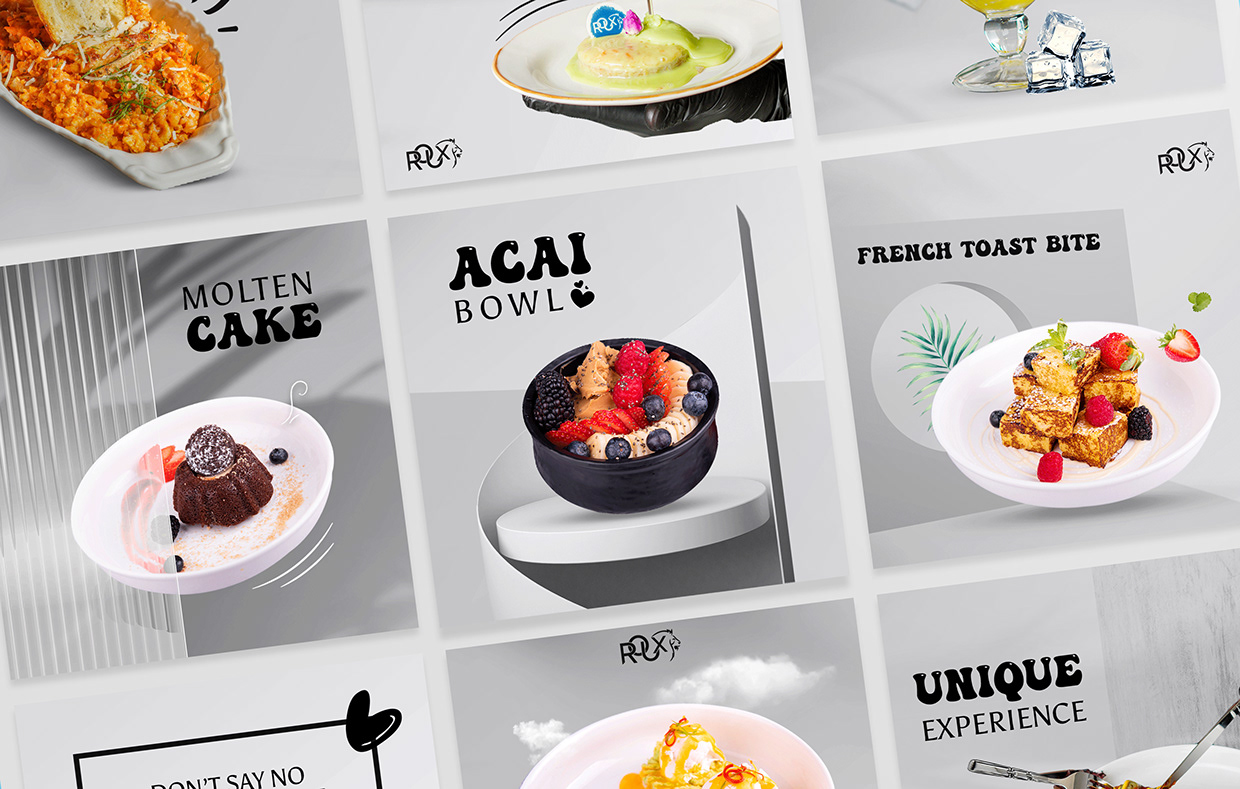 ROUX
ROUX
ROUX
MOLTEN
CAKE
ACAI
BOWL
FRENCH TOAST BITE
ROUX
UNIQUE
EXPERIENCE
DON'T SAY NO